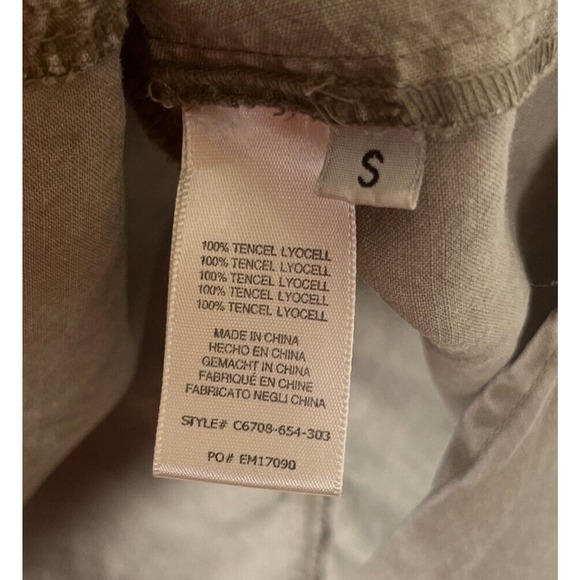 S
100% TENCEL LYOCELL
100% TENCEL LYOCELL
100% TENCEL LYOCELL
100% TENCEL LYOCELL
100% TENCEL LYOCELL
MADE IN CHINA
HECHO EN CHINA
GEMACHT IN CHINA
FABRIQUÉ EN CHINE
FABRICATO NEGLI CHINA
STYLE# C6708-654-303
PO# EM17090